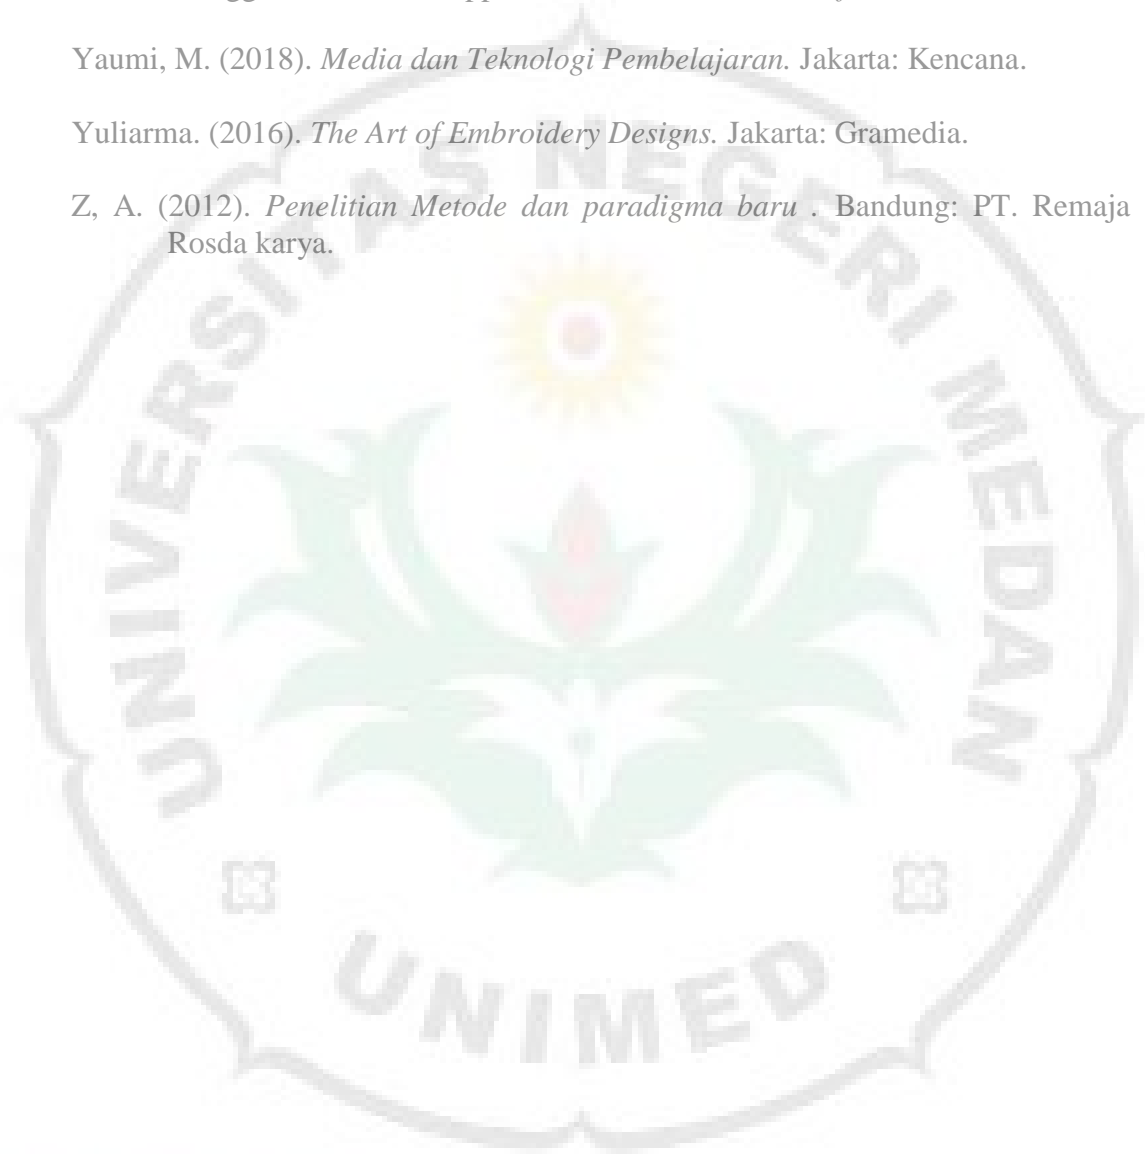 Yaumi, M. (2018). Media dan Teknologi Pembelajaran. Jakarta: Kencana.
Yuliarma. (2016). The Art of Embroidery Designs. Jakarta: Gramedia.
Z, A. (2012). Penelitian Metode dan paradigma baru . Bandung: PT. Remaja
Rosda karya.
UNIVERSITAS NEGERI MEDAN
UNIMED